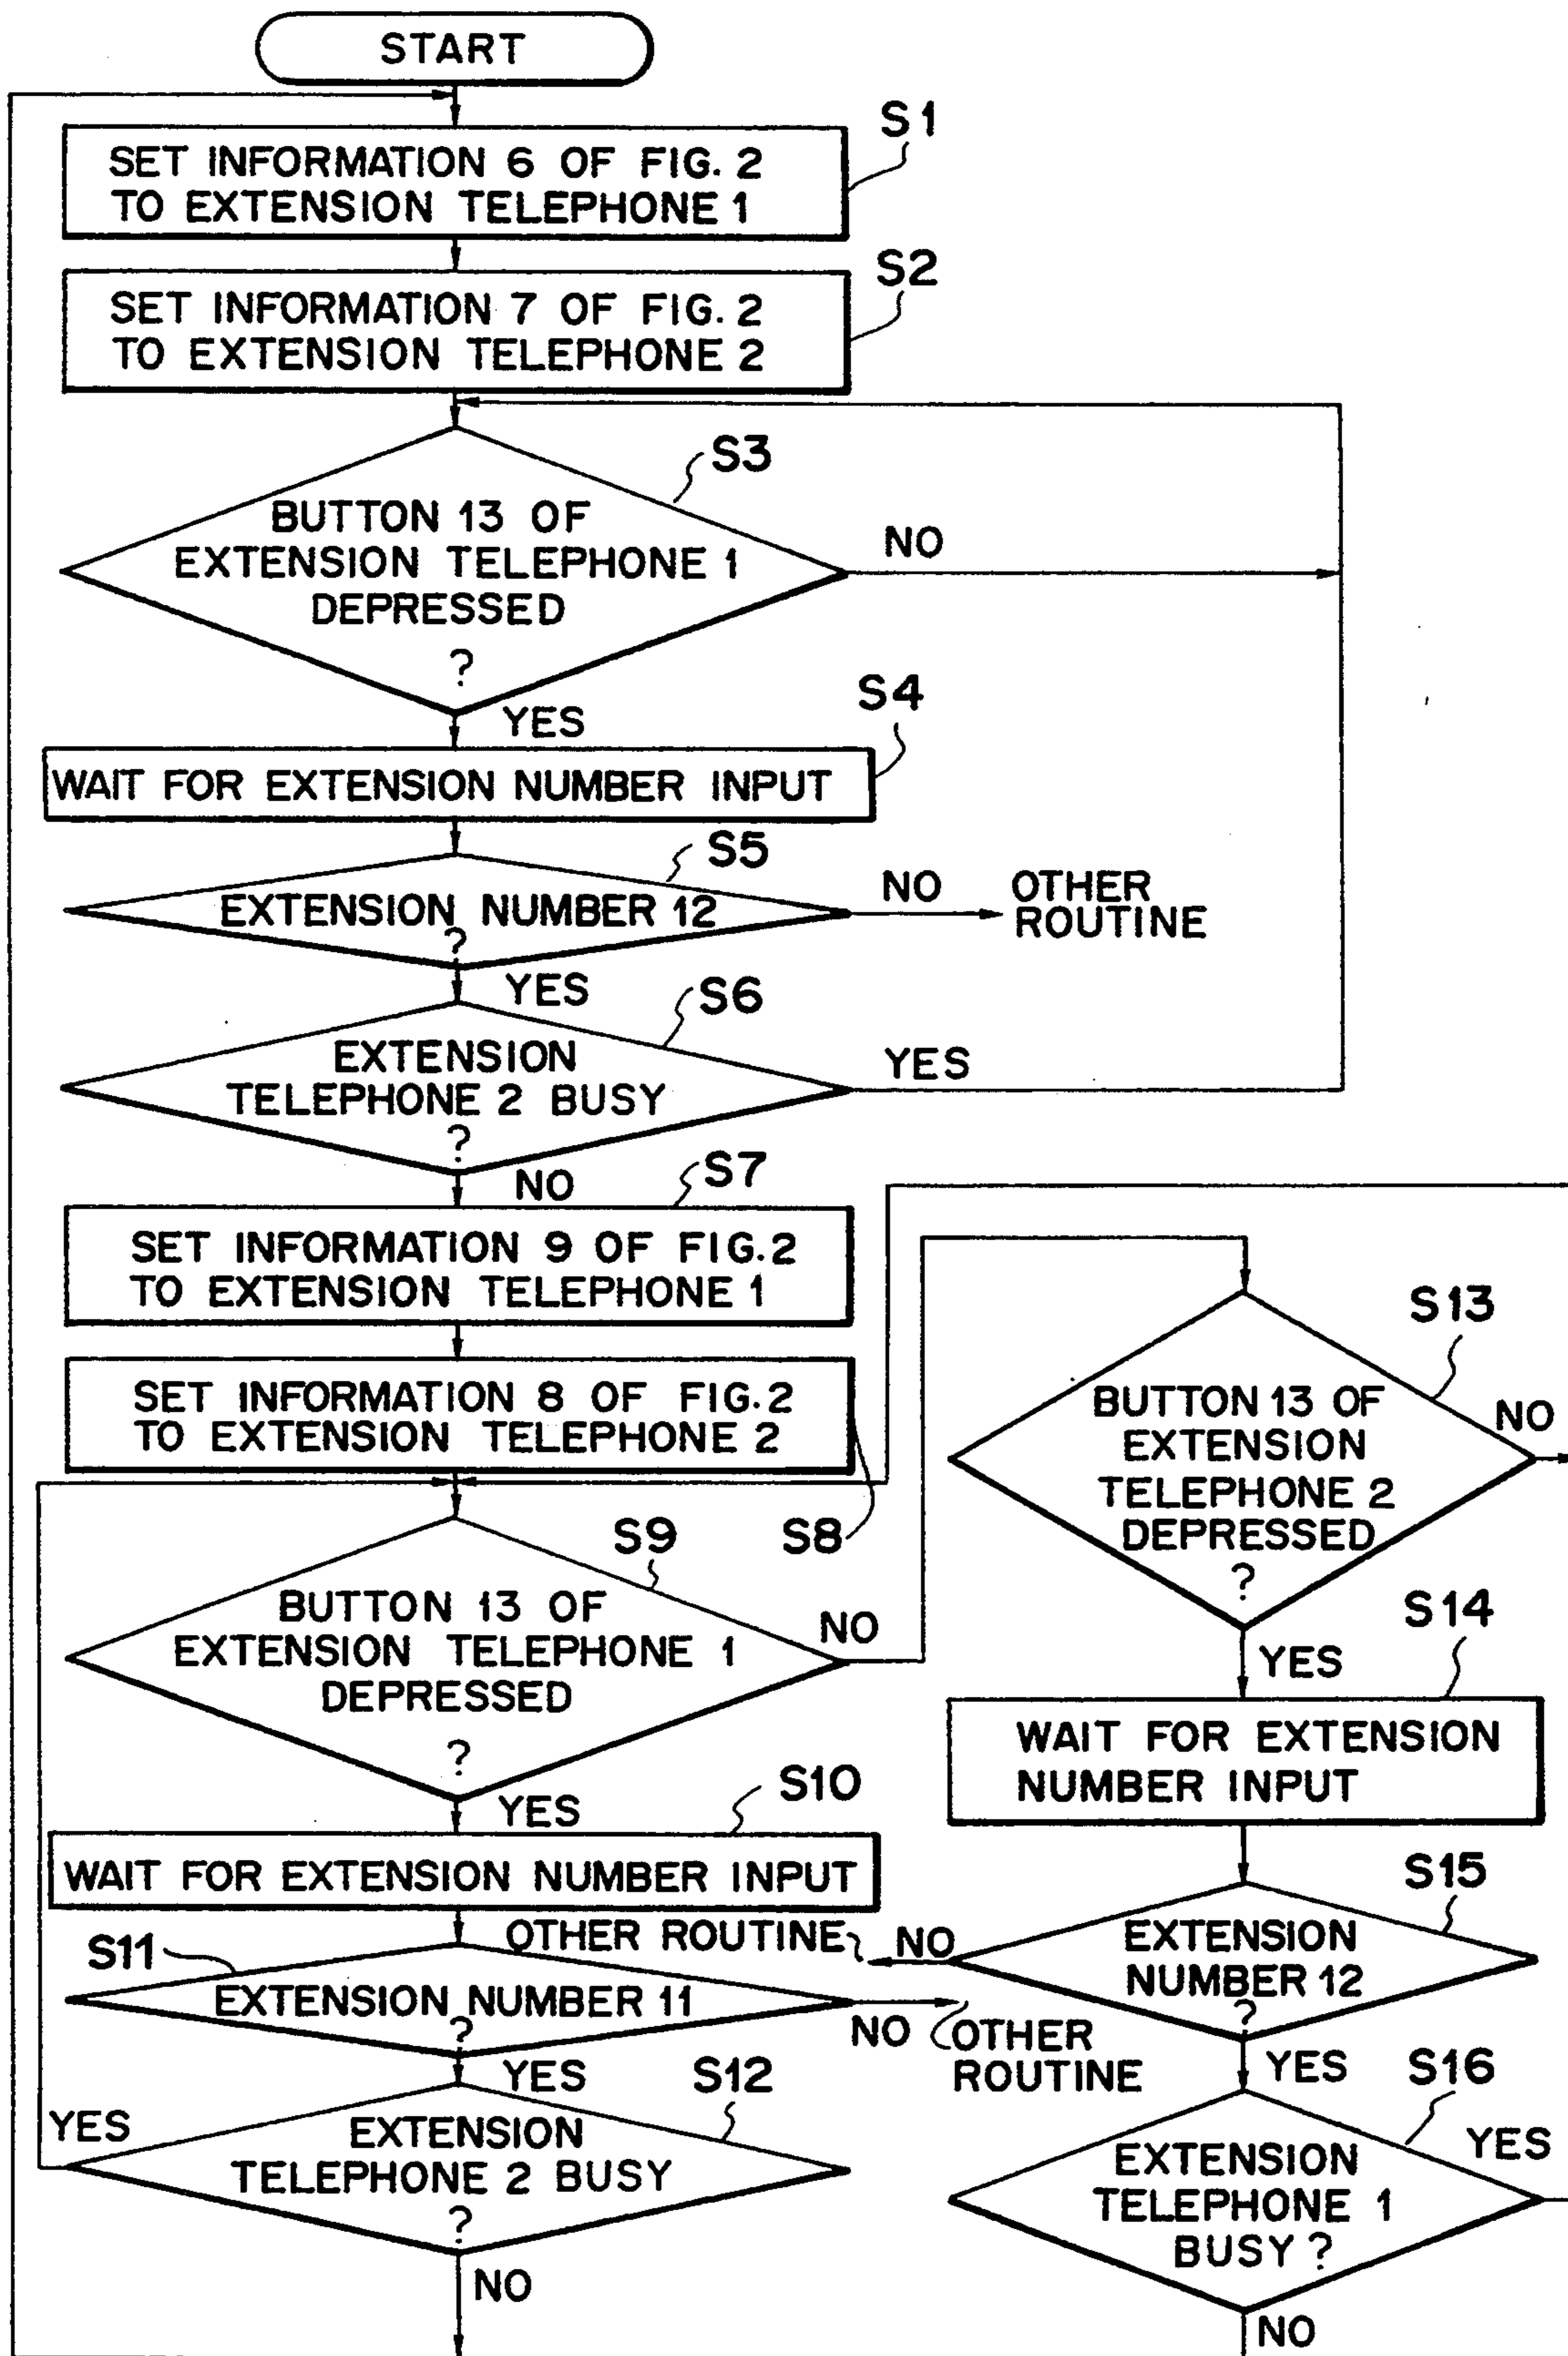 START
S1
SET INFORMATION 6 OF FIG. 2
TO EXTENSION TELEPHONE 1
S2
SET INFORMATION 7 OF FIG. 2
TO EXTENSION TELEPHONE 2
S3
BUTTON 13 OF
EXTENSION TELEPHONE 1
DEPRESSED
?
NO
YES
S4
WAIT FOR EXTENSION NUMBER INPUT
S5
EXTENSION NUMBER 12
?
NO
OTHER
ROUTINE
YES
S6
EXTENSION
TELEPHONE 2 BUSY
?
YES
NO
S7
SET INFORMATION 9 OF FIG.2
TO EXTENSION TELEPHONE 1
SET INFORMATION 8 OF FIG.2
TO EXTENSION TELEPHONE 2
S8
S9
BUTTON 13 OF
EXTENSION TELEPHONE 1
DEPRESSED
?
NO
YES
S10
WAIT FOR EXTENSION NUMBER INPUT
S11
EXTENSION NUMBER 11
?
NO
OTHER
ROUTINE
YES
S12
EXTENSION
TELEPHONE 2 BUSY
?
YES
NO
S13
BUTTON 13 OF
EXTENSION
TELEPHONE 2
DEPRESSED
?
NO
YES
S14
WAIT FOR EXTENSION
NUMBER INPUT
S15
EXTENSION
NUMBER 12
?
NO
OTHER ROUTINE
YES
S16
EXTENSION
TELEPHONE 1
BUSY ?
YES
NO